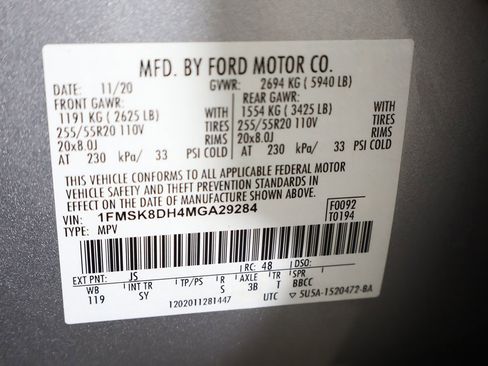 MFD. BY FORD MOTOR CO.
DATE: 11/20 GVWR: 2694 KG ( 5940 LB)
FRONT GAWR: REAR GAWR:
1191 KG ( 2625 LB) WITH 1554 KG ( 3425 LB) WITH
255/55R20 110V TIRES 255/55R20 110V TIRES
20x8.0J RIMS 20x8.0J RIMS
AT 230 kPa/ 33 PSI COLD AT 230 kPa/ 33 PSI COLD
THIS VEHICLE CONFORMS TO ALL APPLICABLE FEDERAL MOTOR
VEHICLE SAFETY AND THEFT PREVENTION STANDARDS IN
EFFECT ON THE DATE OF MANUFACTURE SHOWN ABOVE.
VIN: 1FMSK8DH4MGA29284 F0092
TYPE: MPV T0194
EXT PNT: JS RC: 48 DSO:
WB INT TR TP/PS R AXLE TR SPR
119 SY S 3B T BBCC
1202011281447 UTC ▽ 5U5A-1520472-BA